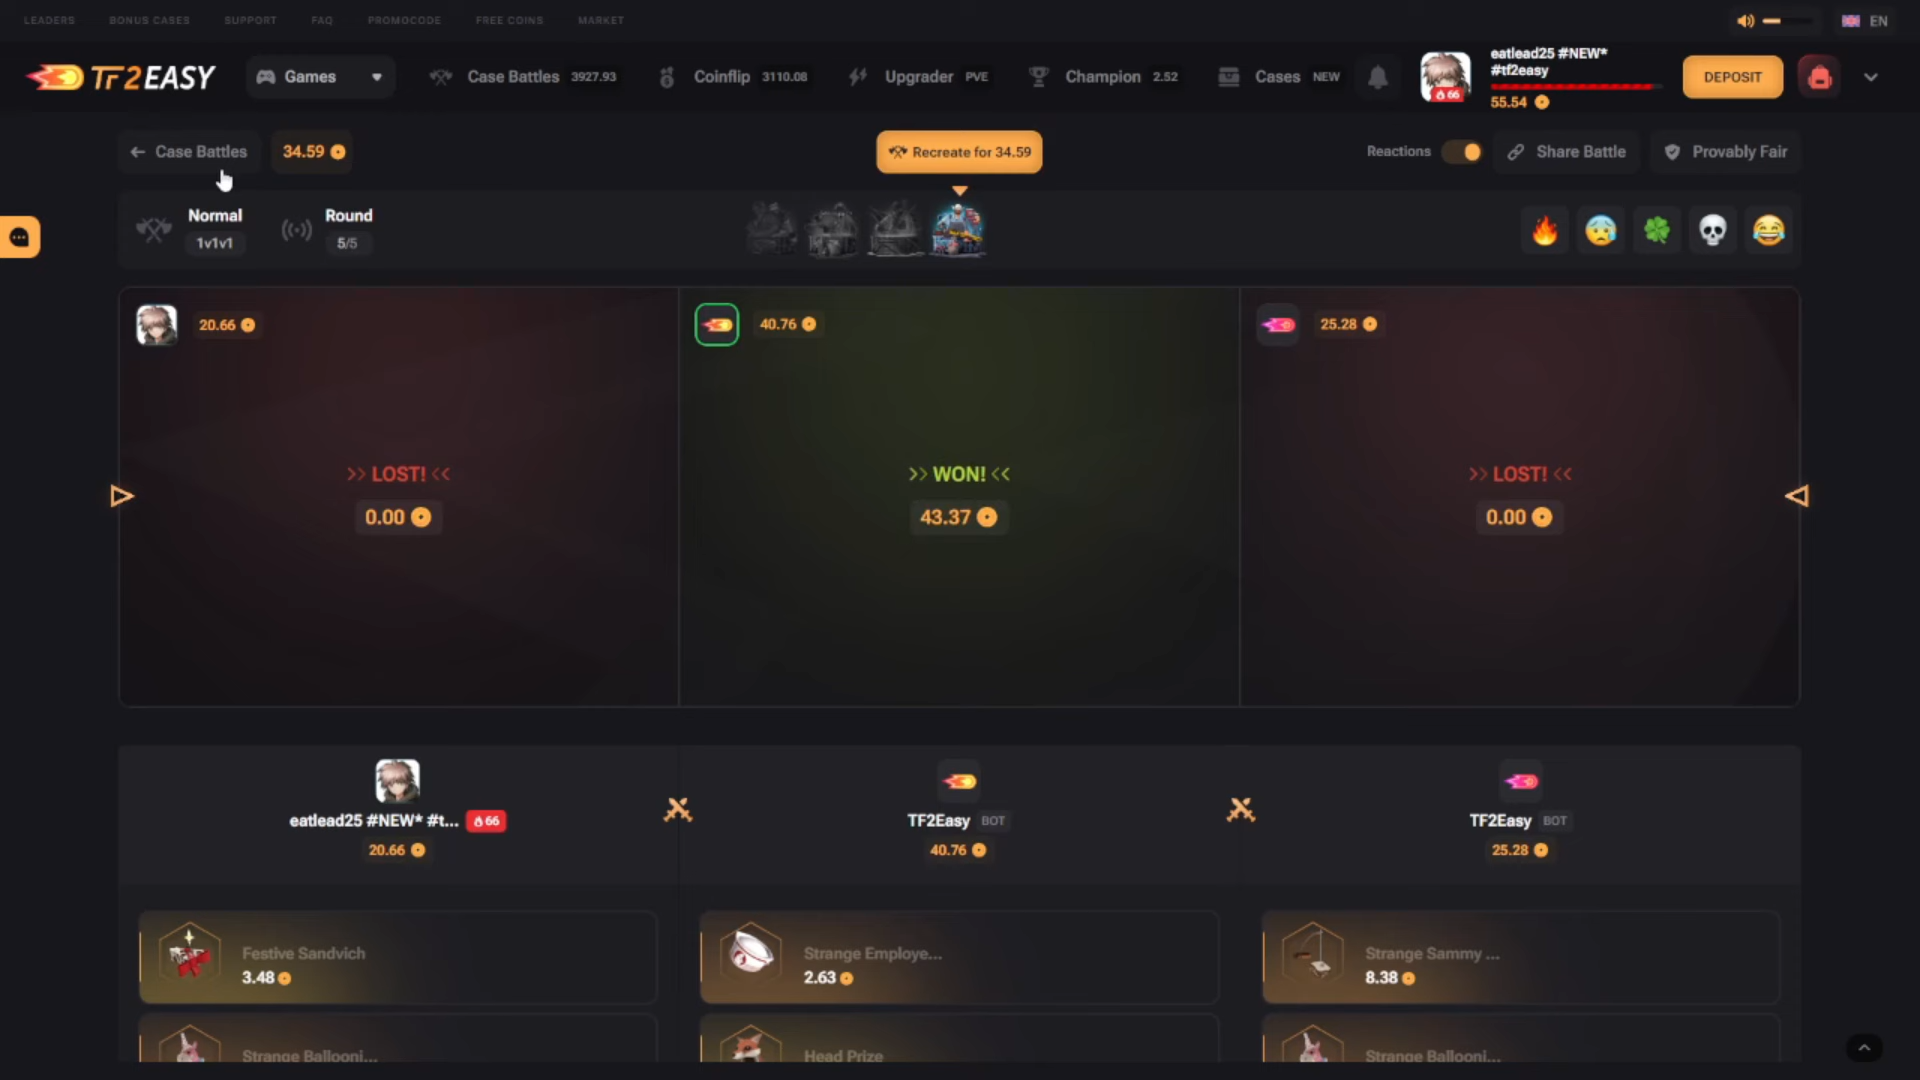 LEADERS BONUS CASES SUPPORT FAQ PROMOCODE FREE COINS MARKET EN
TF2EASY Games Case Battles 3927.93 Coinflip 3110.08 Upgrader PVE Champion 2.52 Cases NEW
eatlead25 #NEW*
#tf2easy
66
55.54
DEPOSIT
Case Battles 34.59 Recreate for 34.59 Reactions Share Battle Provably Fair
Normal Round
1v1v1 5/5
20.66 40.76 25.28
>> LOST! << >> WON! << >> LOST! <<
0.00 43.37 0.00
eatlead25 #NEW* #t... 66 TF2Easy BOT TF2Easy BOT
20.66 40.76 25.28
Festive Sandvich Strange Employe... Strange Sammy ...
3.48 2.63 8.38
Strange Ballooni... Head Prize Strange Ballooni...